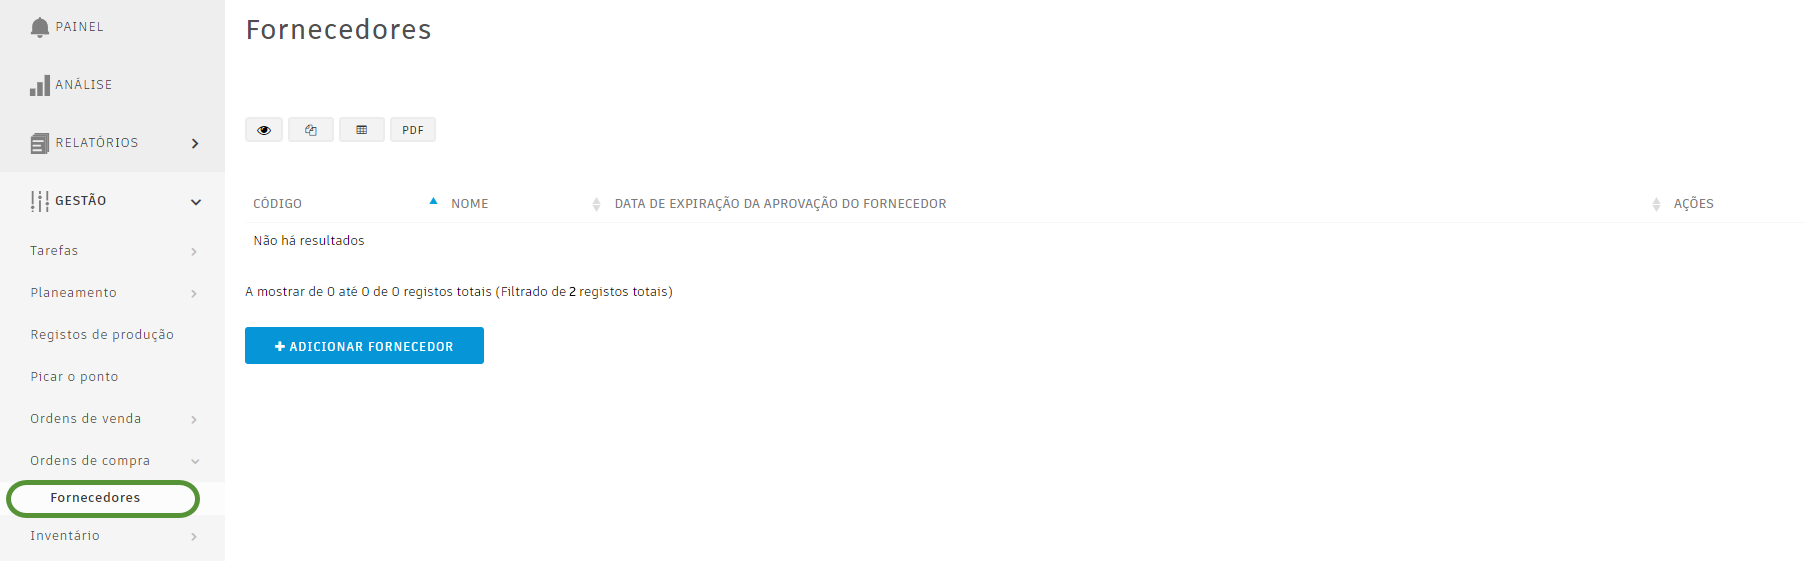 PAINEL
ANÁLISE
RELATÓRIOS
GESTÃO
Tarefas
Planeamento
Registos de produção
Picar o ponto
Ordens de venda
Ordens de compra
Fornecedores
Inventário
Fornecedores
PDF
CÓDIGO NOME DATA DE EXPIRAÇÃO DA APROVAÇÃO DO FORNECEDOR AÇÕES
Não há resultados
A mostrar de 0 até 0 de 0 registos totais (Filtrado de 2 registos totais)
ADICIONAR FORNECEDOR